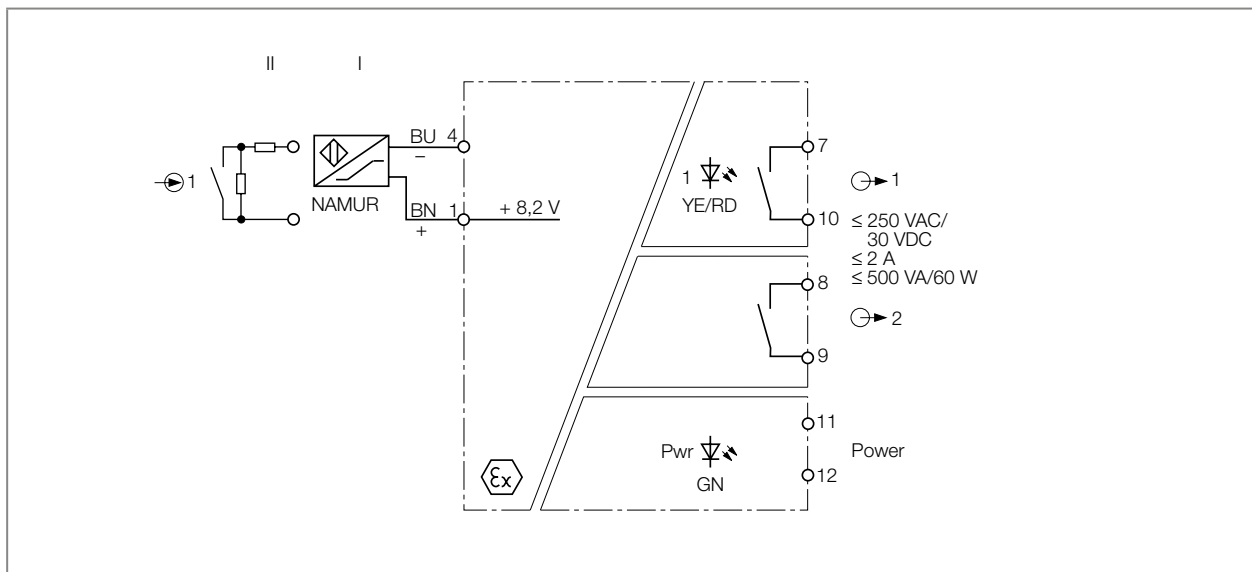 II
I
BU 4
–
1
NAMUR
BN 1
+
+ 8,2 V
1
YE/RD
7
10
1
≤ 250 VAC/
30 VDC
≤ 2 A
≤ 500 VA/60 W
8
9
2
11
12
Power
Pwr
GN
Ex